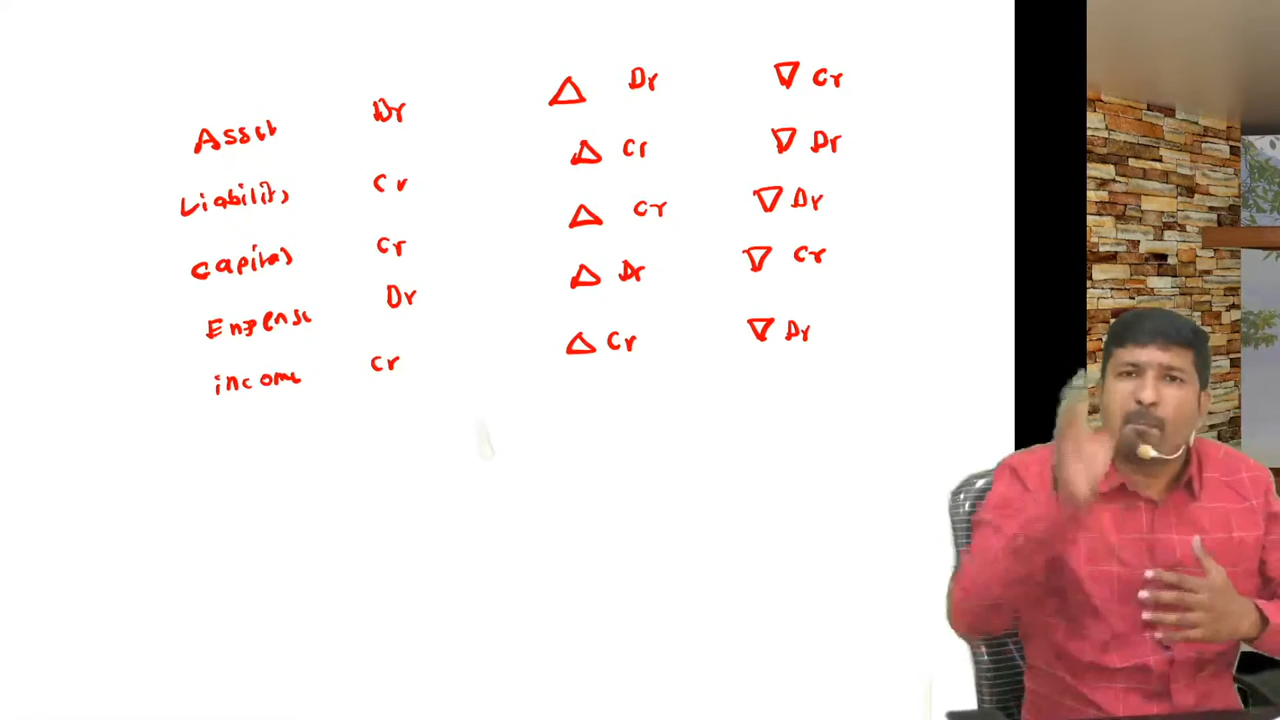 Asset Dr △ Dr ▽ Cr
Liability Cr △ Cr ▽ Dr
Capital Cr △ Cr ▽ Dr
Expense Dr △ Dr ▽ Cr
income Cr △ Cr ▽ Dr